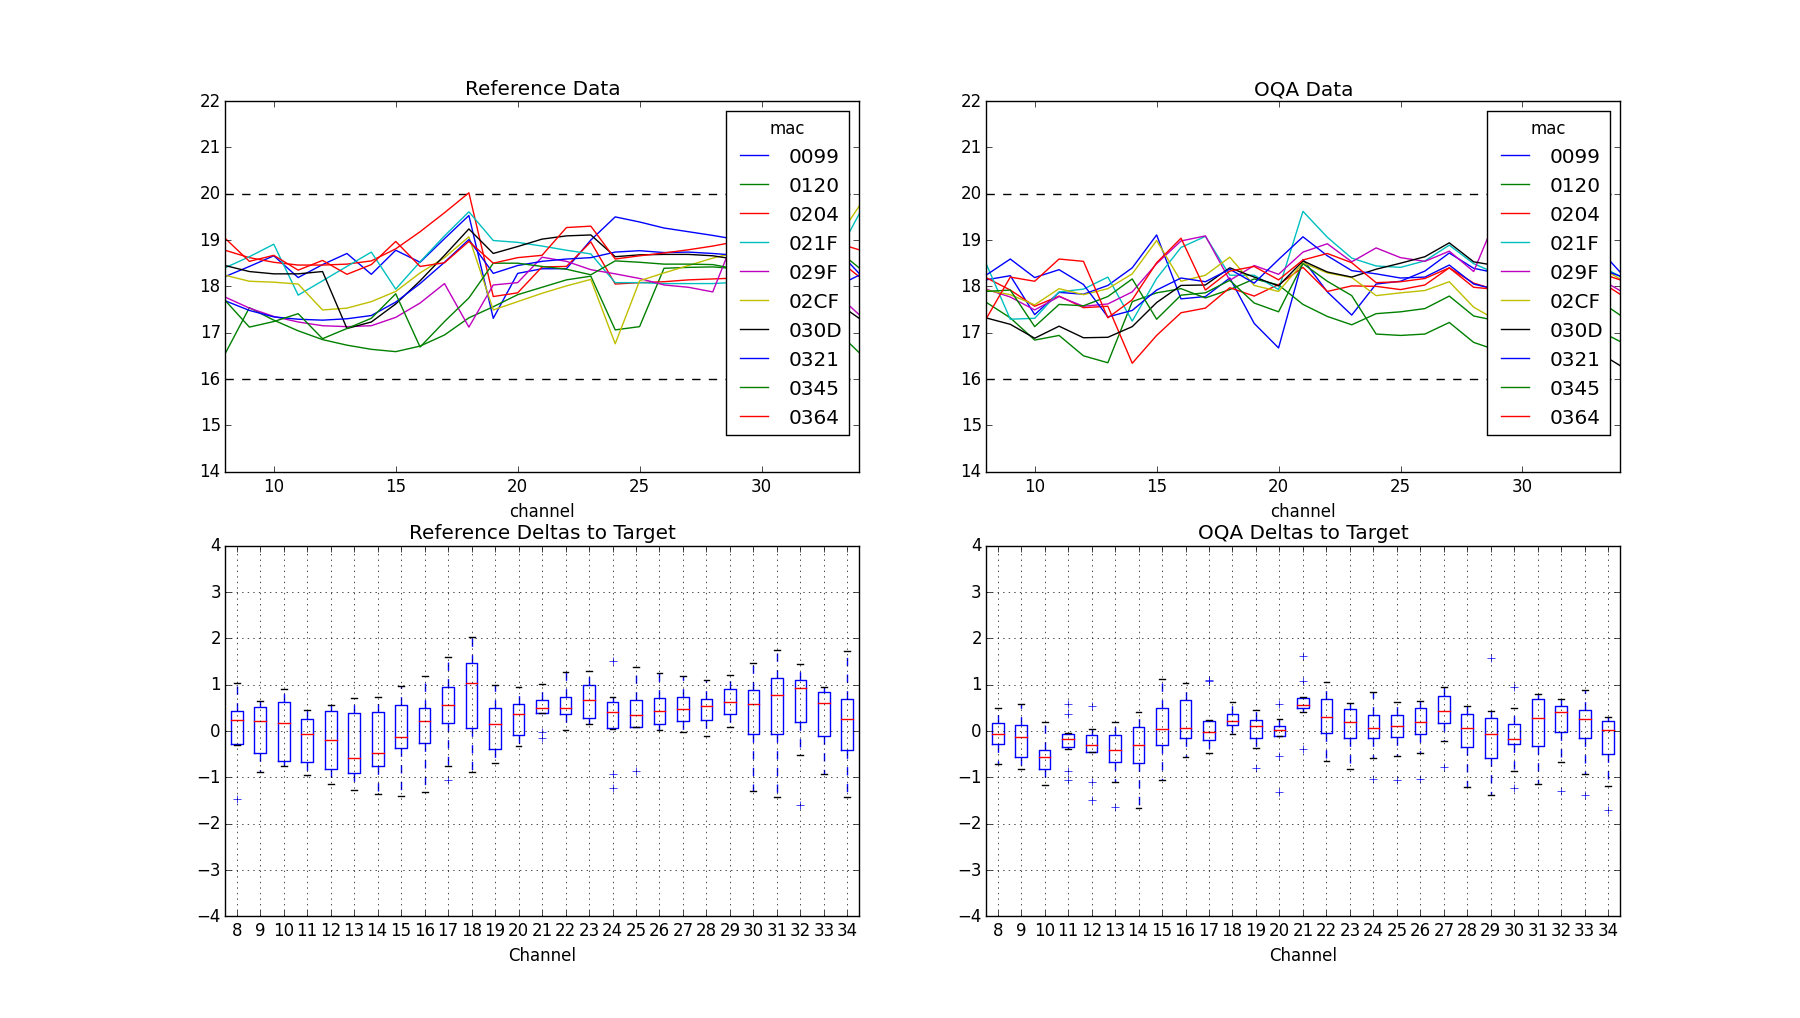 Reference Data
22
21
20
19
18
17
16
15
14
10 15 20 25 30
channel
mac
0099
0120
0204
021F
029F
02CF
030D
0321
0345
0364
OQA Data
22
21
20
19
18
17
16
15
14
10 15 20 25 30
channel
mac
0099
0120
0204
021F
029F
02CF
030D
0321
0345
0364
Reference Deltas to Target
4
3
2
1
0
−1
−2
−3
−4
8 9 10 11 12 13 14 15 16 17 18 19 20 21 22 23 24 25 26 27 28 29 30 31 32 33 34
Channel
OQA Deltas to Target
4
3
2
1
0
−1
−2
−3
−4
8 9 10 11 12 13 14 15 16 17 18 19 20 21 22 23 24 25 26 27 28 29 30 31 32 33 34
Channel